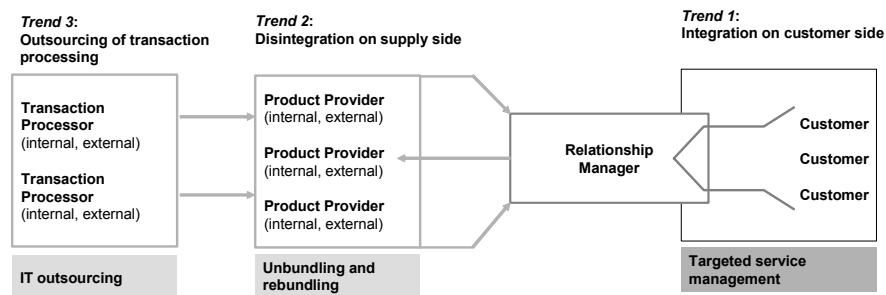 Trend 3:
Outsourcing of transaction
processing
Trend 2:
Disintegration on supply side
Trend 1:
Integration on customer side
Transaction
Processor
(internal, external)
Transaction
Processor
(internal, external)
Product Provider
(internal, external)
Product Provider
(internal, external)
Product Provider
(internal, external)
Relationship
Manager
Customer
Customer
Customer
IT outsourcing
Unbundling and
rebundling
Targeted service
management